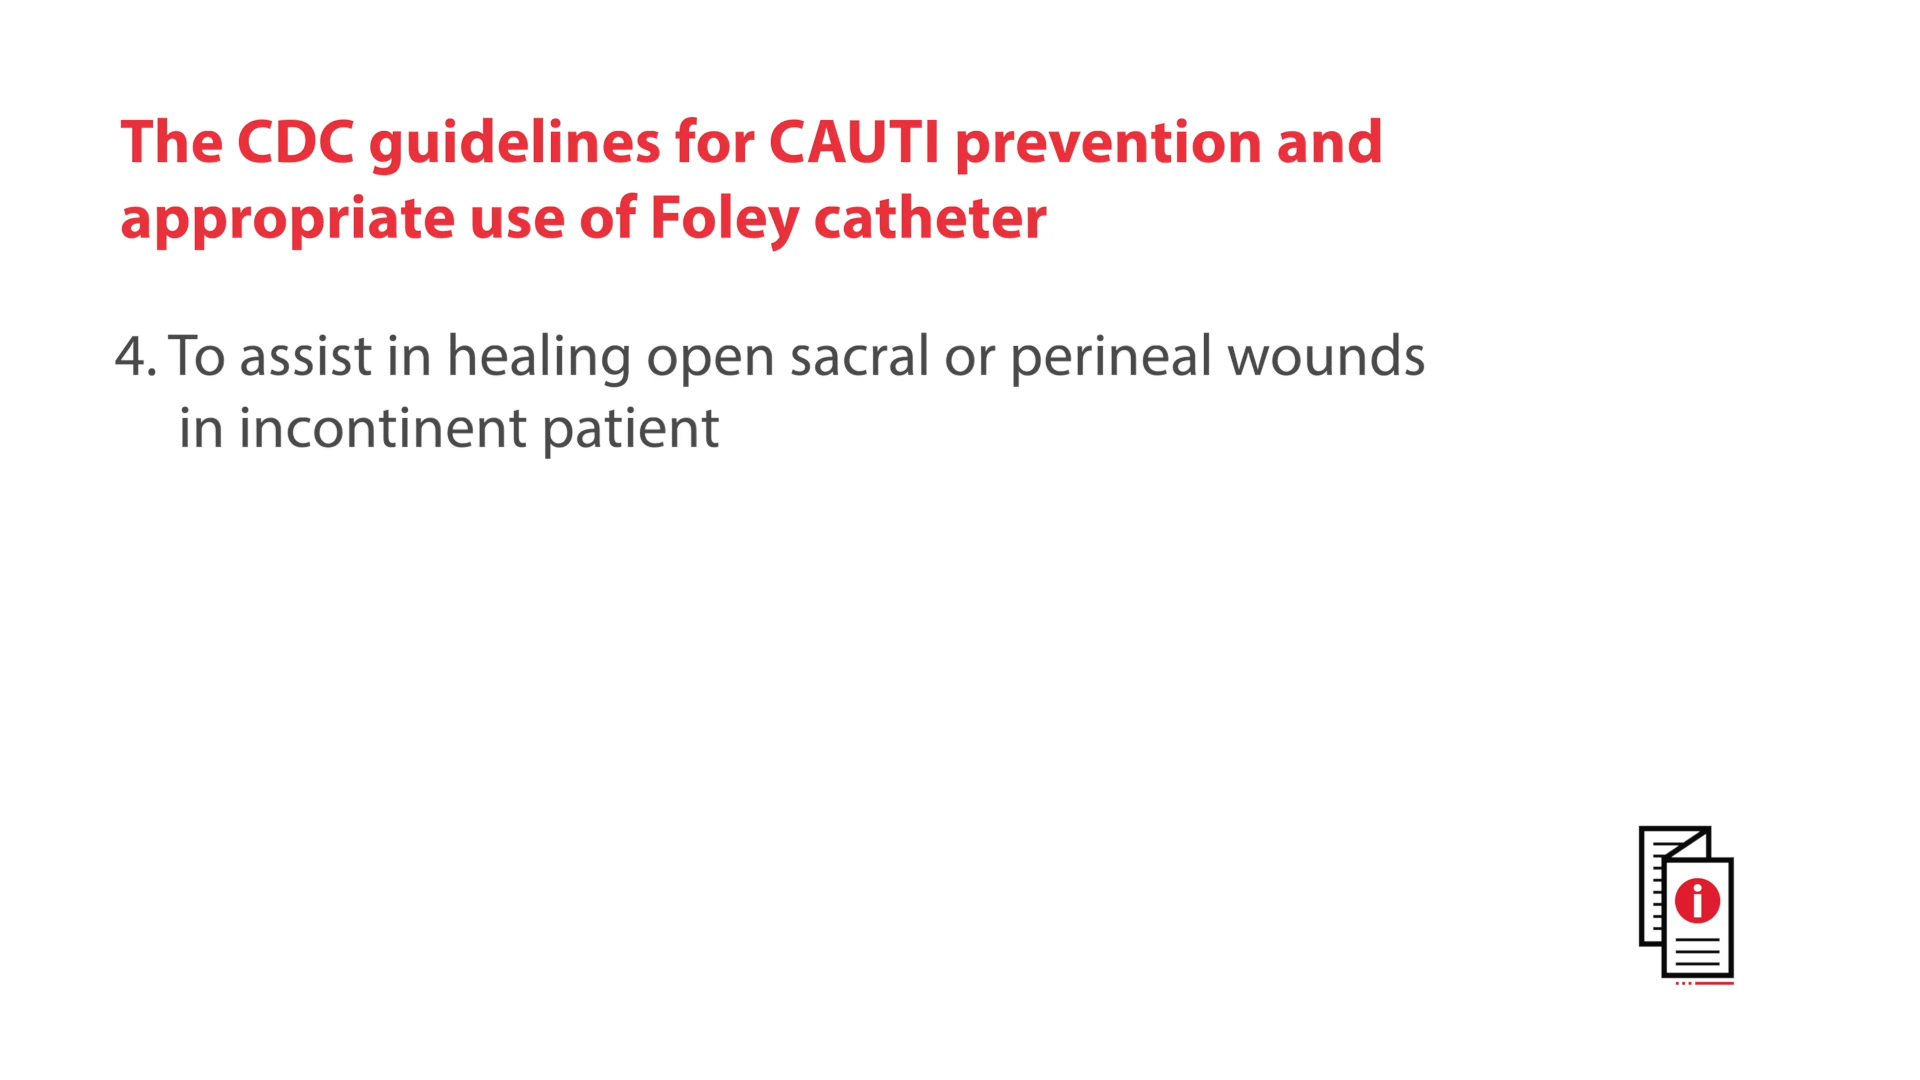 The CDC guidelines for CAUTI prevention and
appropriate use of Foley catheter
4. To assist in healing open sacral or perineal wounds
in incontinent patient
i